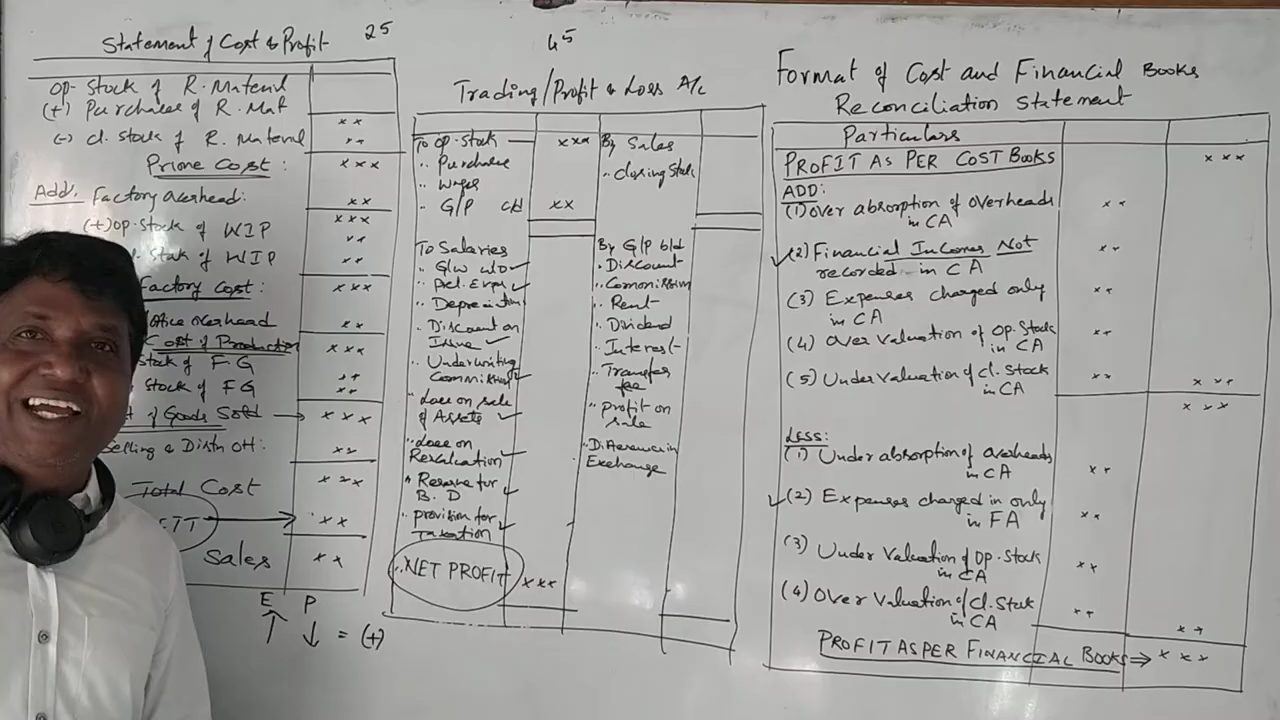 Statement of Cost & Profit 25
Op. Stock of R. Material
(+) Purchases of R. Mat
(-) cl. stock of R. Material
x x
x x
Prime Cost: x x x
Add. Factory overhead: x x
x x x
(+) Op. Stock of WIP x x
Stock of WIP x x
Factory Cost: x x x
office overhead x x
Cost of Production x x x
stock of F G x x
stock of F G x x
of Goods Sold → x x x
Selling & Distn OH: x x
Total Cost x x x
x x
Sales x x
E P
↑ ↓ = (+)
45
Trading/Profit & Loss A/c
To op. stock x x x By Sales
" Purchase " closing Stock
" wages
" G/P c/d x x
To Salaries By G/P b/d
" G/w w/o ✓ " Discount
" Pel. Exps ✓ " Commission
" Depreciation " Rent
" Discount on " Dividend
Issue ✓ " Interest
" Underwriting " Transfer
Commission ✓ fee
" Loss on sale " profit on
of Assets ✓ sale
" Loss on " Difference in
Revaluation ✓ Exchange
" Reserve for
B. D ✓
" provision for
Taxation ✓
" NET PROFIT x x x
Format of Cost and Financial Books
Reconciliation Statement
Particulars
PROFIT AS PER COST BOOKS x x x
ADD:
(1) Over absorption of overheads x x
in CA
✓ (2) Financial Incomes Not x x
recorded in CA
(3) Expenses charged only x x
in CA
(4) Over Valuation of Op. Stock x x
in CA
(5) Under Valuation of Cl. Stock x x x x x
in CA
x x x
LESS:
(1) Under absorption of overheads x x
in CA
✓ (2) Expenses charged in only x x
in FA
(3) Under Valuation of Op. Stock x x
in CA
(4) Over Valuation of Cl. Stock x x
in CA
x x
PROFIT AS PER FINANCIAL BOOKS ⇒ x x x